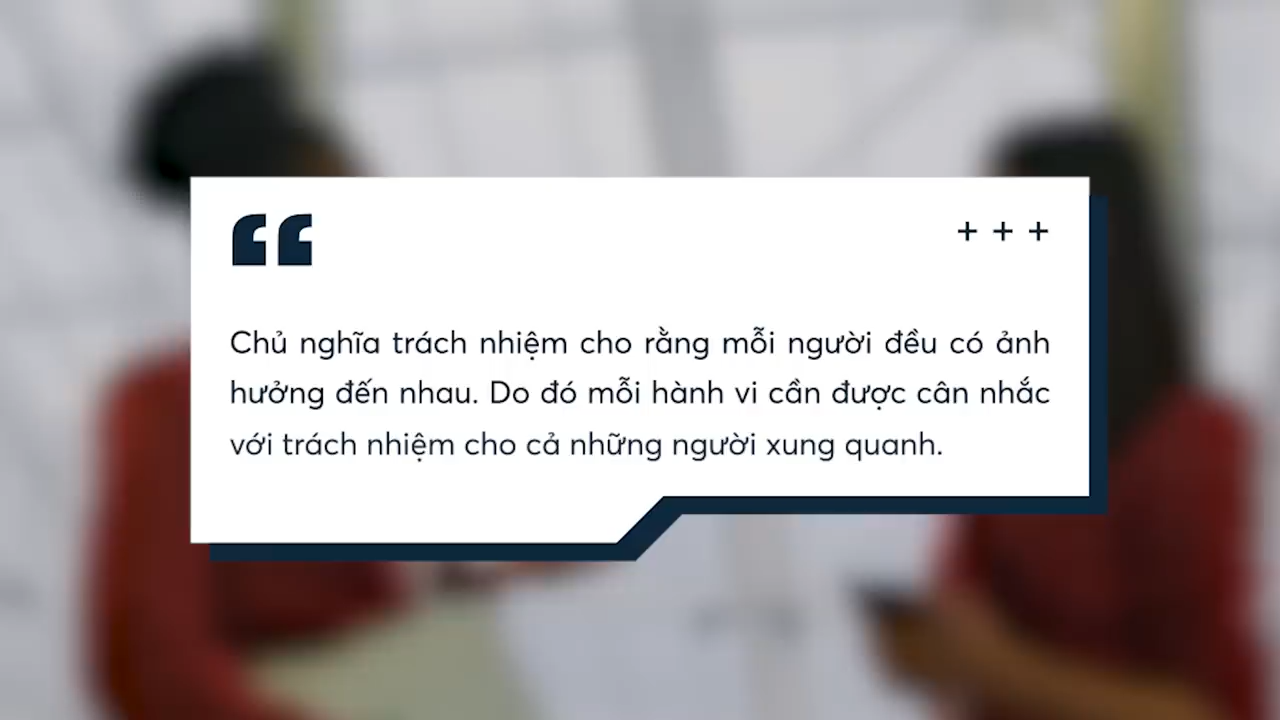 “
+ + +
Chủ nghĩa trách nhiệm cho rằng mỗi người đều có ảnh
hưởng đến nhau. Do đó mỗi hành vi cần được cân nhắc
với trách nhiệm cho cả những người xung quanh.